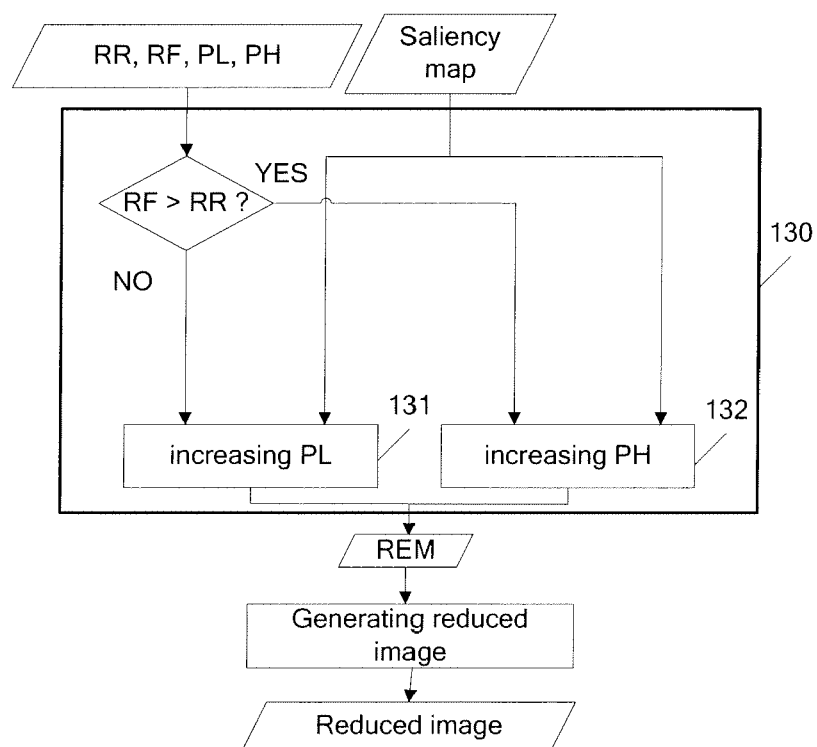 RR, RF, PL, PH
Saliency
map
YES
RF > RR ?
130
NO
131
132
increasing PL
increasing PH
REM
Generating reduced
image
Reduced image